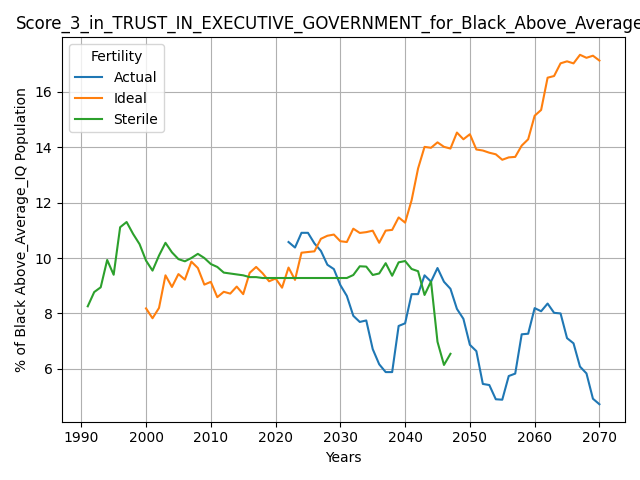 Score_3_in_TRUST_IN_EXECUTIVE_GOVERNMENT_for_Black_Above_Average
Fertility
Actual
Ideal
Sterile
% of Black Above_Average_IQ Population
16
14
12
10
8
6
1990 2000 2010 2020 2030 2040 2050 2060 2070
Years